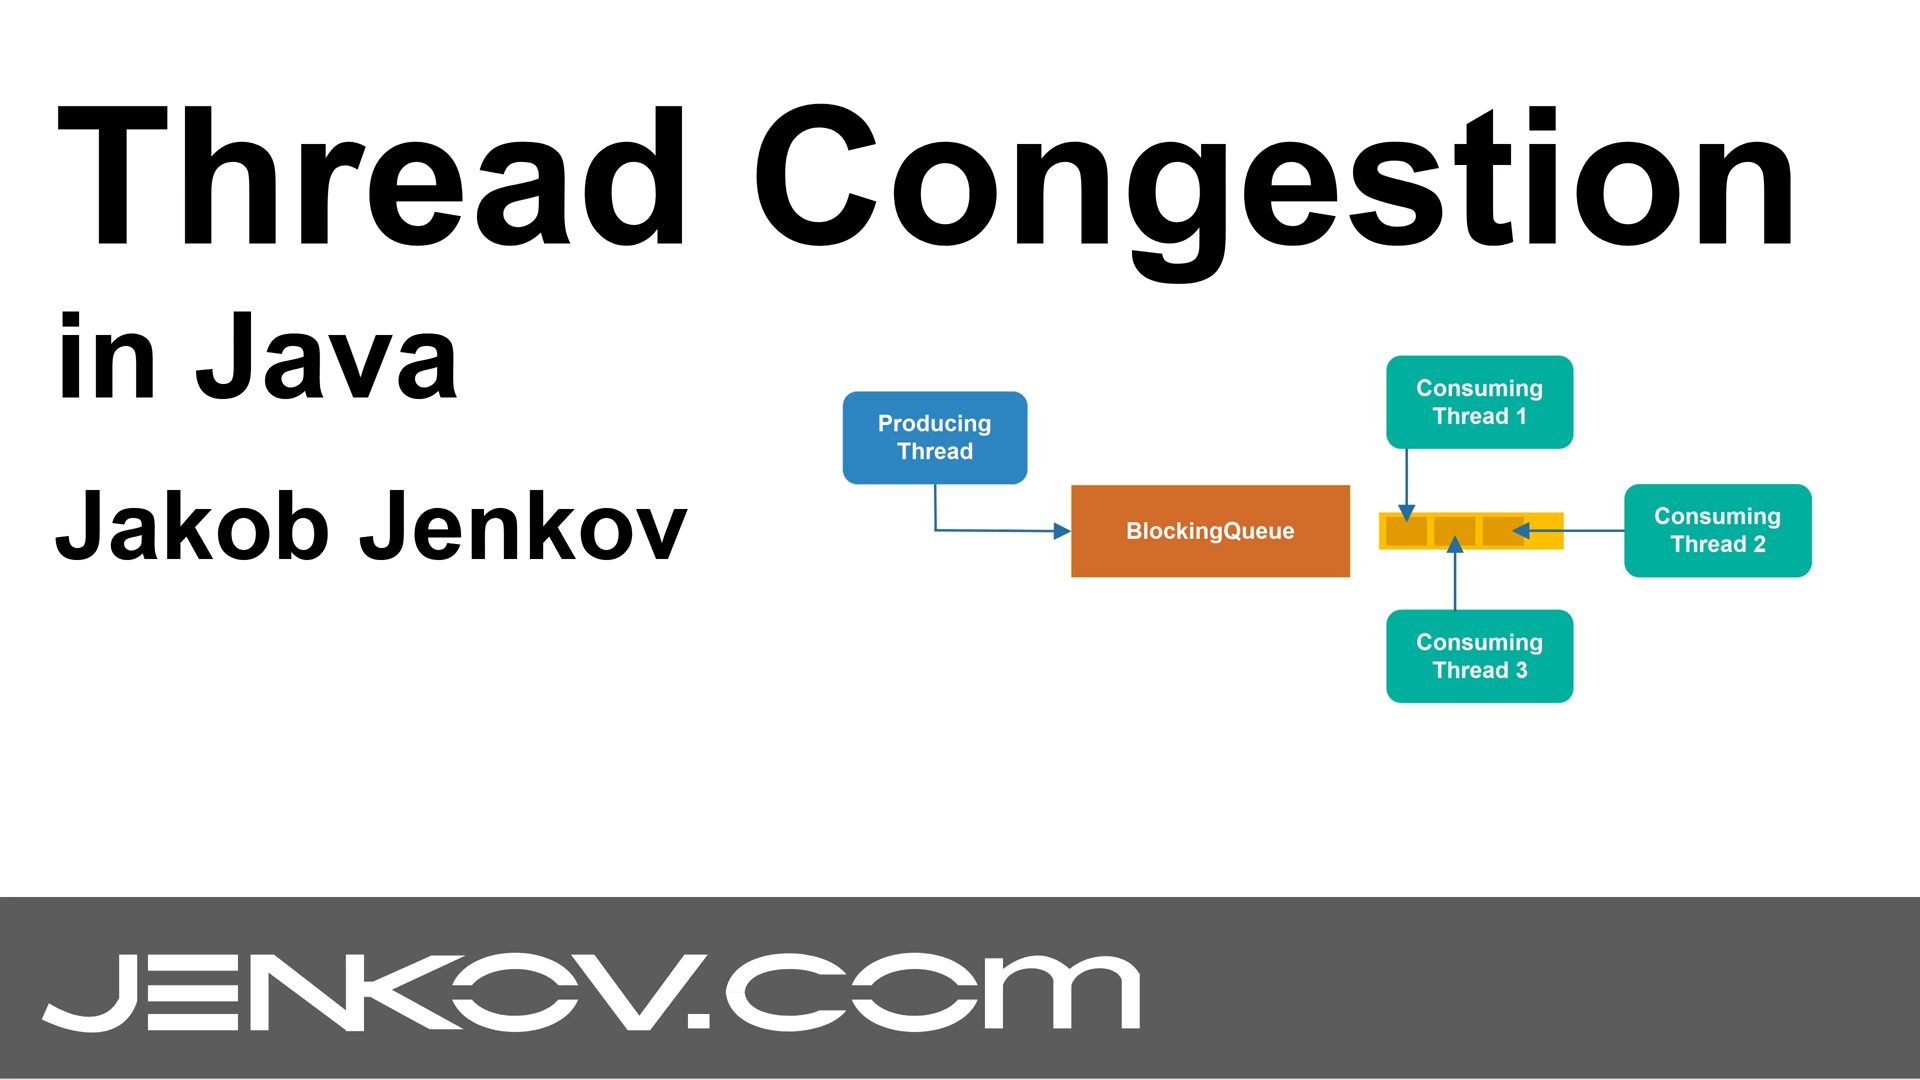 Thread Congestion
in Java
Jakob Jenkov
Producing
Thread
BlockingQueue
Consuming
Thread 1
Consuming
Thread 2
Consuming
Thread 3
JENKOV.COM